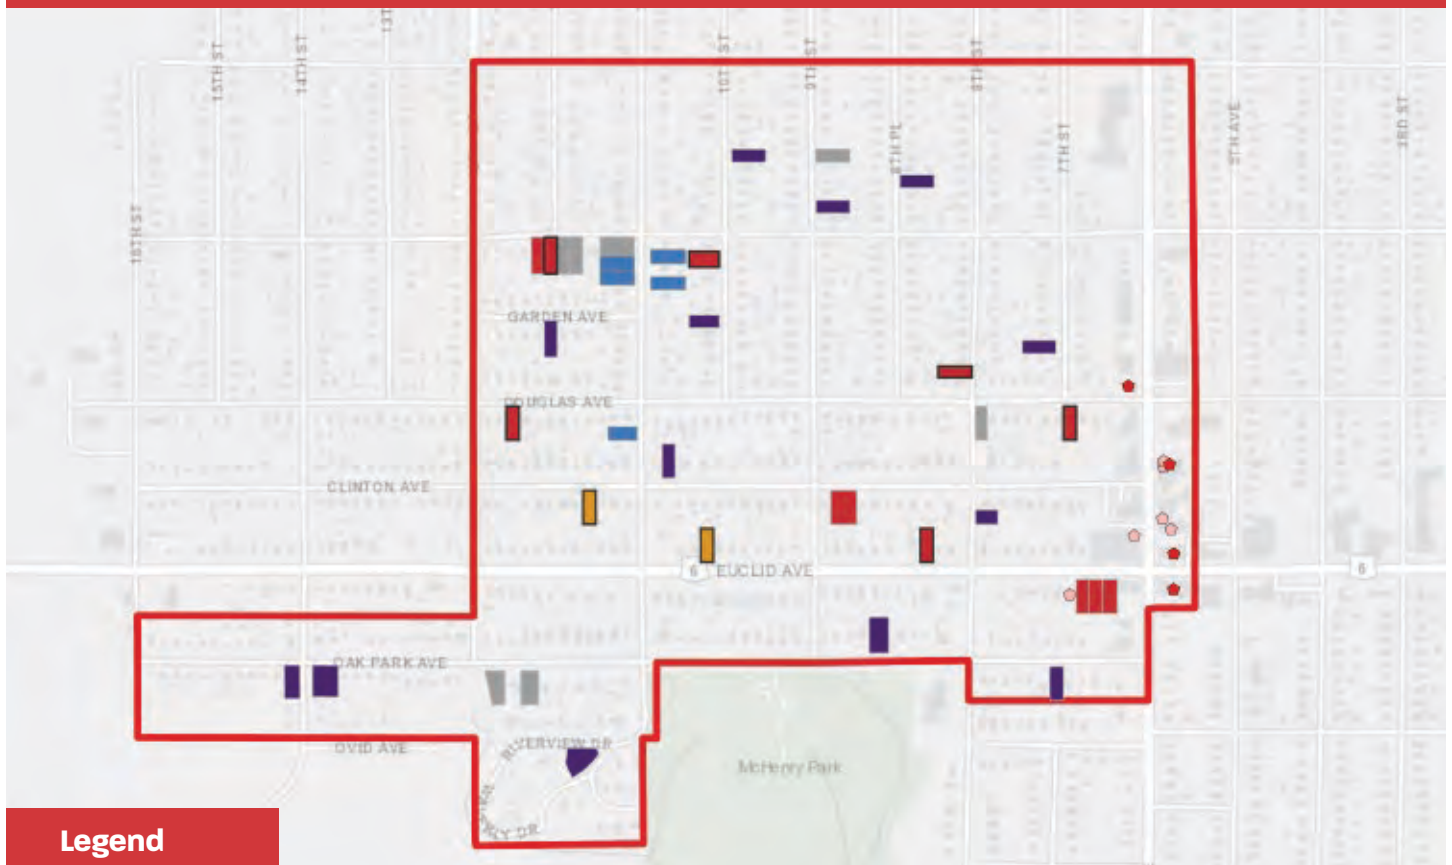 13T
15TH ST
14TH ST
10TH ST
9TH ST
8TH ST
8TH PL
7TH ST
5TH AVE
3RD ST
16TH ST
GARDEN AVE
DOUGLAS AVE
CLINTON AVE
6
EUCLID AVE
6
OAK PARK AVE
OVID AVE
RIVERVIEW DR
McHenry Park
DR
Legend